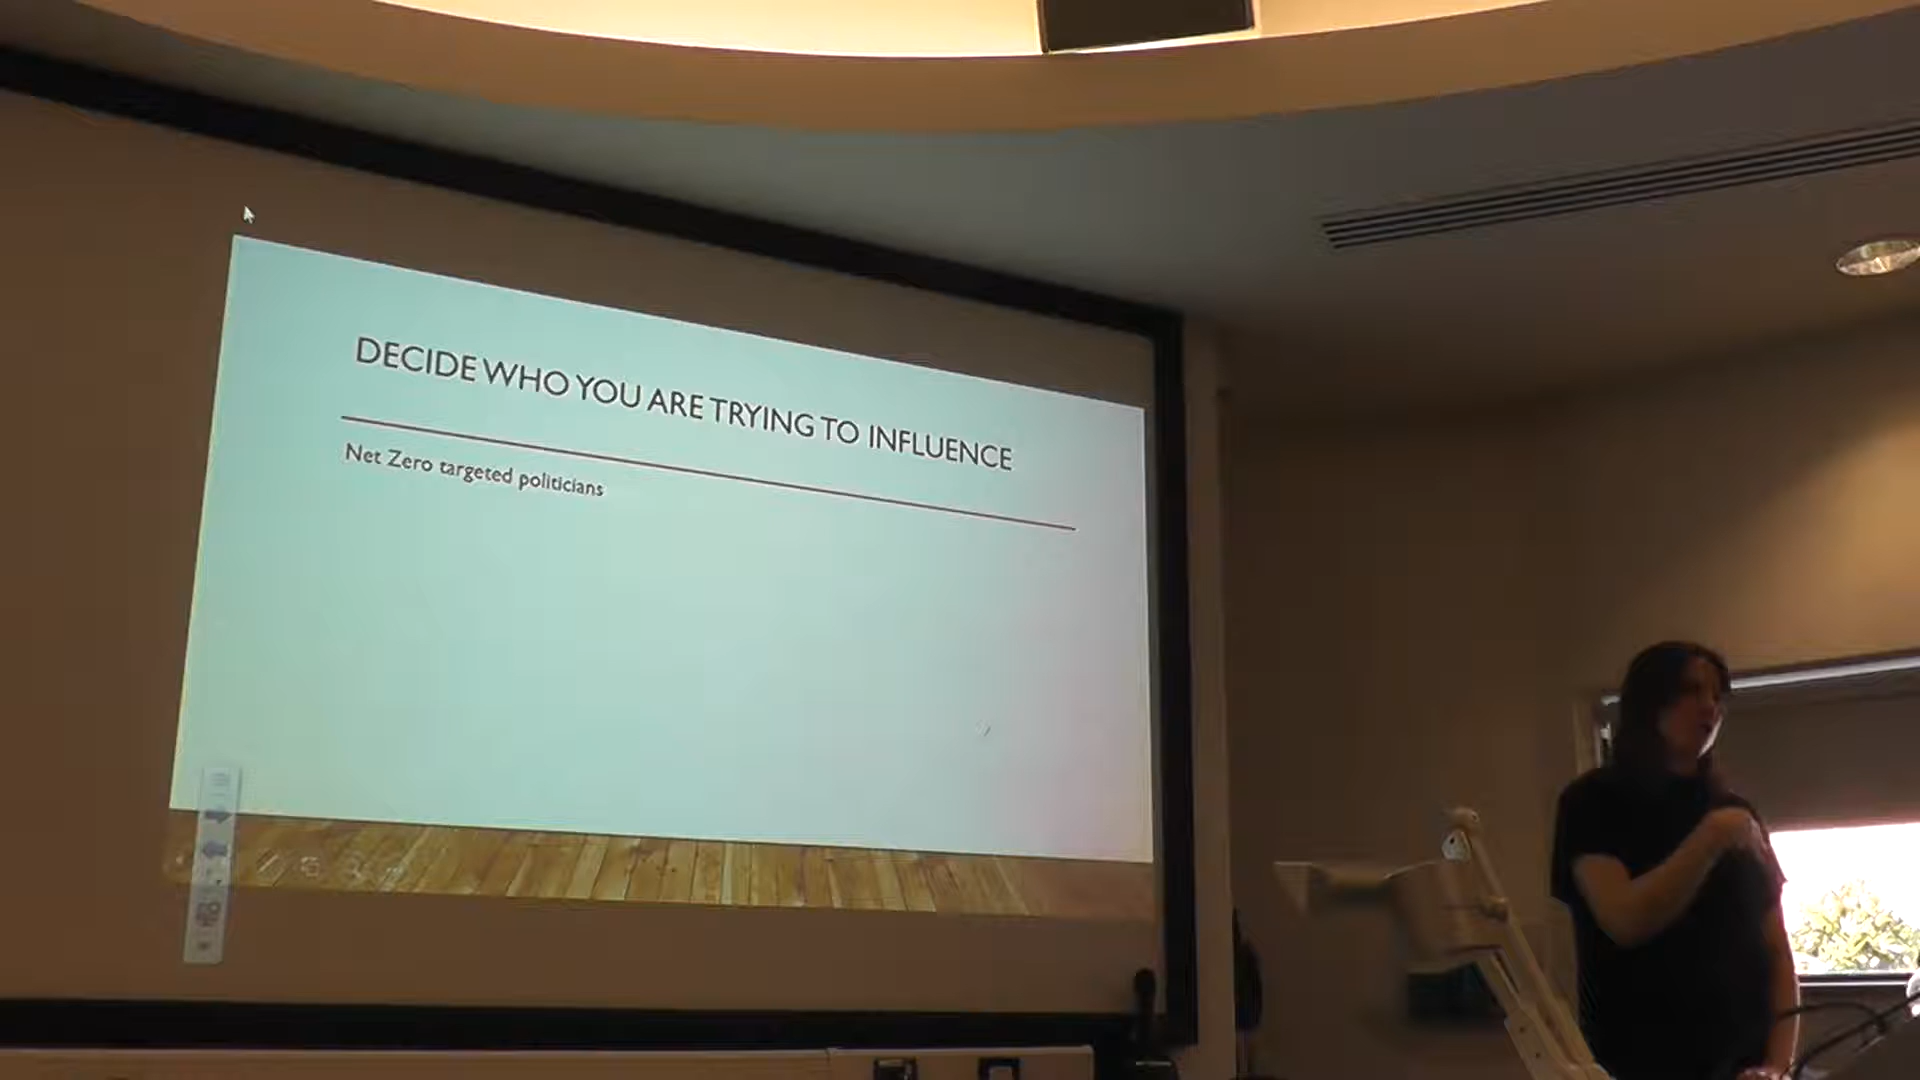 DECIDE WHO YOU ARE TRYING TO INFLUENCE
Net Zero targeted politicians